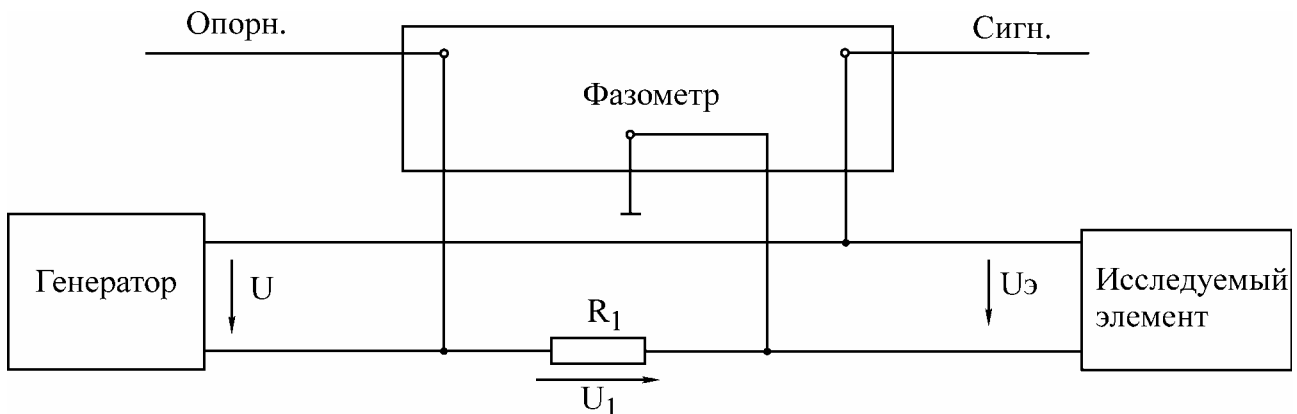 Опорн.
Сигн.
Фазометр
Генератор
U
R1
U1
Uэ
Исследуемый
элемент